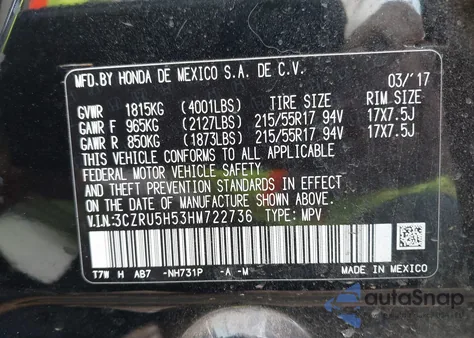 MFD.BY HONDA DE MEXICO S.A. DE C.V. 03/'17
GVWR 1815KG (4001LBS) TIRE SIZE RIM SIZE
GAWR F 965KG (2127LBS) 215/55R17 94V 17X7.5J
GAWR R 850KG (1873LBS) 215/55R17 94V 17X7.5J
THIS VEHICLE CONFORMS TO ALL APPLICABLE
FEDERAL MOTOR VEHICLE SAFETY
AND THEFT PREVENTION STANDARDS IN EFFECT
ON THE DATE OF MANUFACTURE SHOWN ABOVE.
V.I.N:3CZRU5H53HM722736 TYPE: MPV
T7W H AB7 -NH731P -A -M MADE IN MEXICO
autoSnap